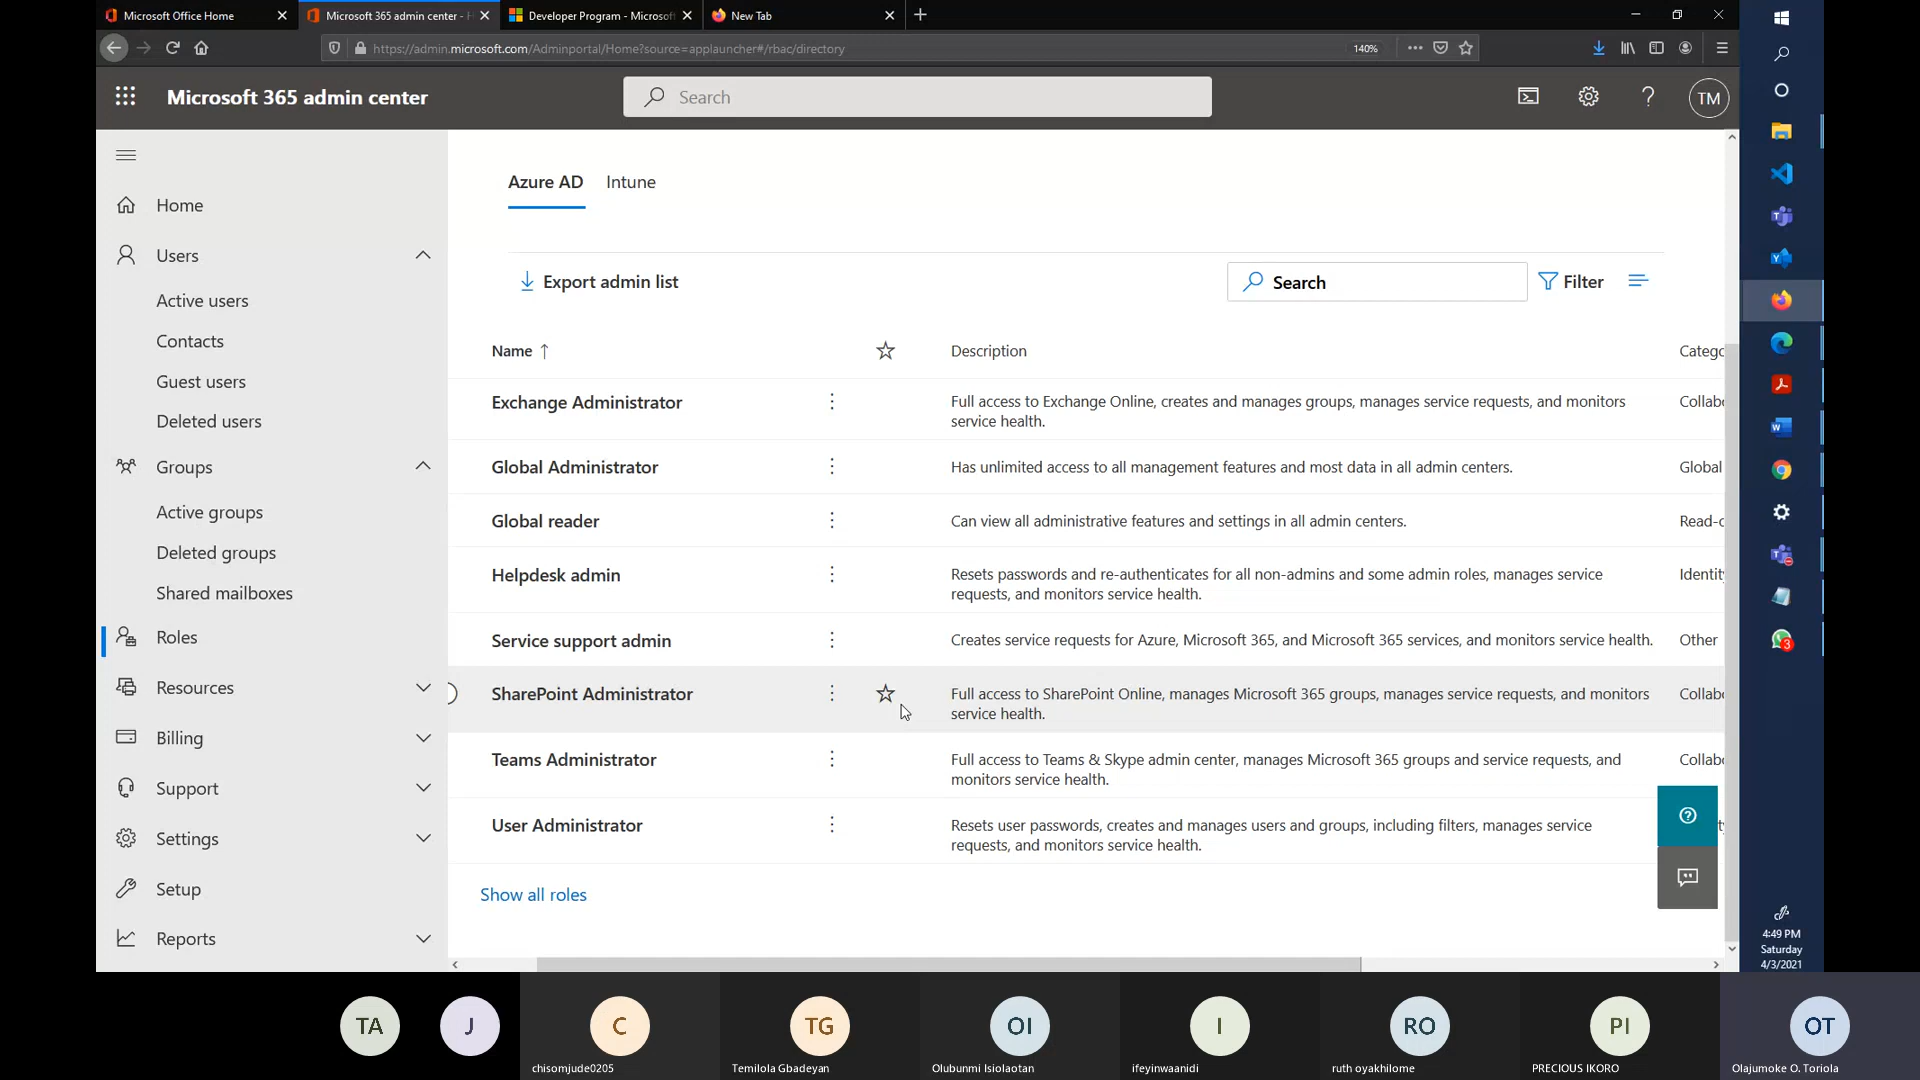 Microsoft Office Home
Microsoft 365 admin center - H
Developer Program - Microsoft
New Tab
https://admin.microsoft.com/Adminportal/Home?source=applauncher#/rbac/directory
140%
Microsoft 365 admin center
Search
TM
Home
Users
Active users
Contacts
Guest users
Deleted users
Groups
Active groups
Deleted groups
Shared mailboxes
Roles
Resources
Billing
Support
Settings
Setup
Reports
Azure AD
Intune
Export admin list
Search
Filter
Name ↑
Description
Catego
Exchange Administrator
Full access to Exchange Online, creates and manages groups, manages service requests, and monitors
service health.
Collabo
Global Administrator
Has unlimited access to all management features and most data in all admin centers.
Global
Global reader
Can view all administrative features and settings in all admin centers.
Read-o
Helpdesk admin
Resets passwords and re-authenticates for all non-admins and some admin roles, manages service
requests, and monitors service health.
Identity
Service support admin
Creates service requests for Azure, Microsoft 365, and Microsoft 365 services, and monitors service health.
Other
SharePoint Administrator
Full access to SharePoint Online, manages Microsoft 365 groups, manages service requests, and monitors
service health.
Collabo
Teams Administrator
Full access to Teams & Skype admin center, manages Microsoft 365 groups and service requests, and
monitors service health.
Collabo
User Administrator
Resets user passwords, creates and manages users and groups, including filters, manages service
requests, and monitors service health.
Show all roles
3
4:49 PM
Saturday
4/3/2021
TA
J
C
TG
OI
I
RO
PI
OT
chisomjude0205
Temilola Gbadeyan
Olubunmi Isiolaotan
ifeyinwaanidi
ruth oyakhilome
PRECIOUS IKORO
Olajumoke O. Toriola